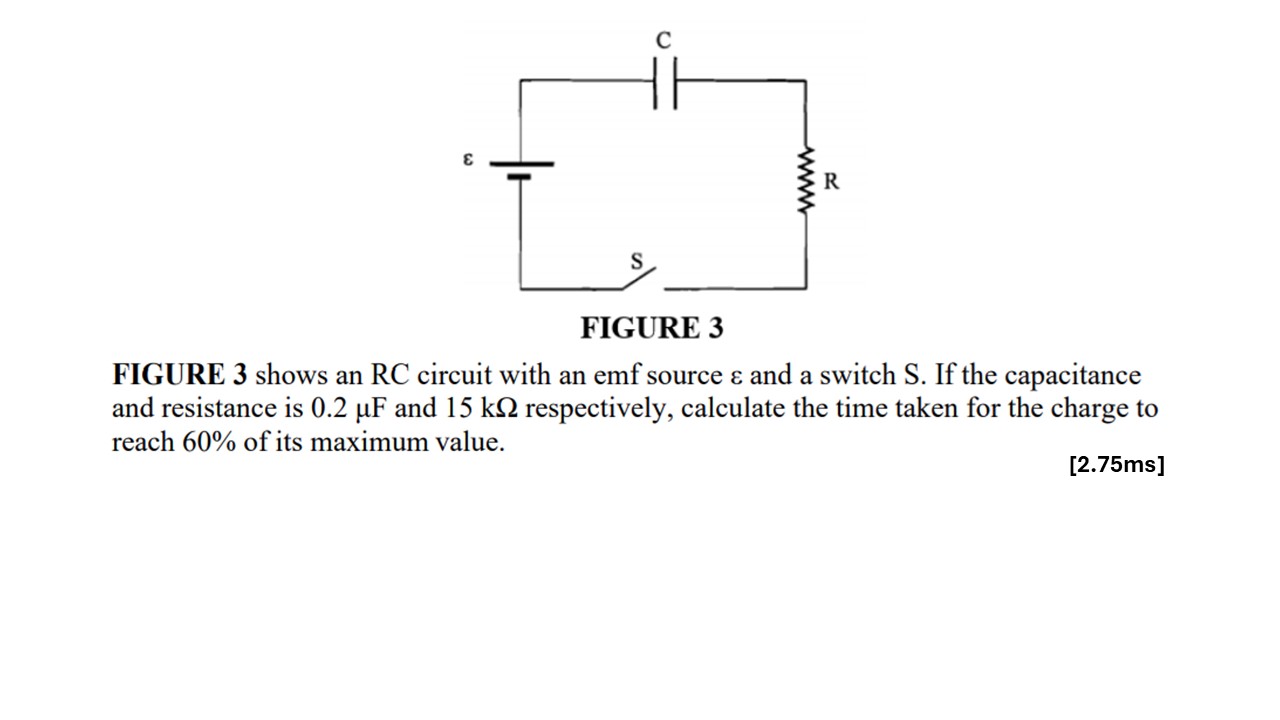 C
ε
R
S
FIGURE 3
FIGURE 3 shows an RC circuit with an emf source ε and a switch S. If the capacitance
and resistance is 0.2 μF and 15 kΩ respectively, calculate the time taken for the charge to
reach 60% of its maximum value.
[2.75ms]